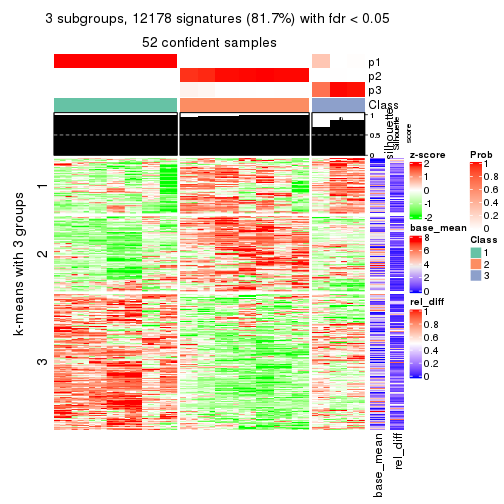 3 subgroups, 12178 signatures (81.7%) with fdr < 0.05
52 confident samples
p1
p2
p3
Class
1
0.5
0
silhouette
Silhouette
score
k-means with 3 groups
1
2
3
base_mean
rel_diff
z-score
2
1
0
-1
-2
base_mean
8
6
4
2
0
rel_diff
1
0.8
0.6
0.4
0.2
0
Prob
1
0.8
0.6
0.4
0.2
0
Class
1
2
3